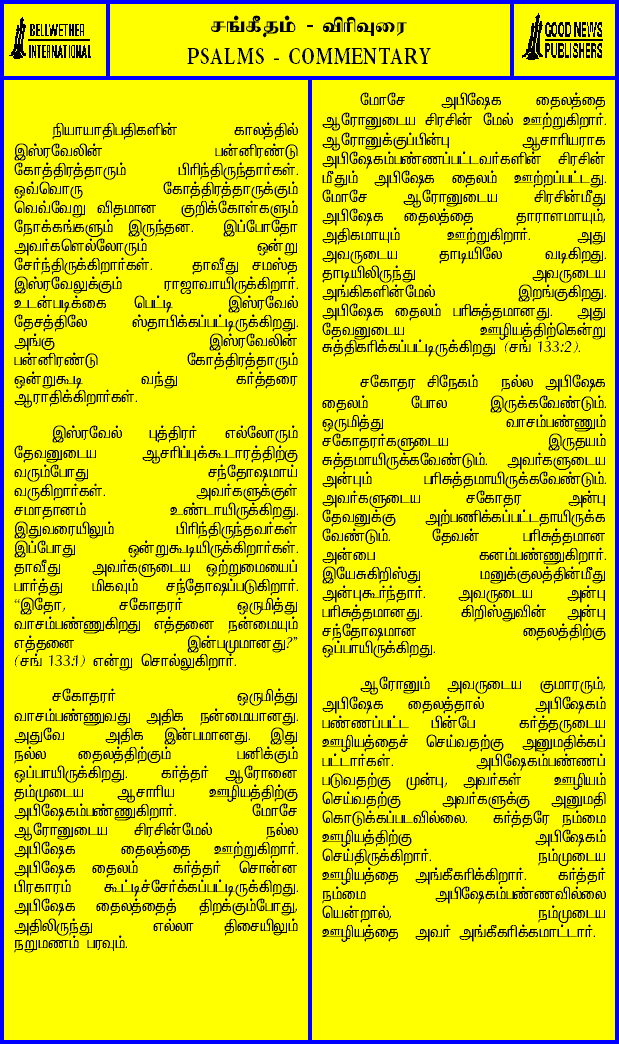 BELLWETHER
INTERNATIONAL
சங்கீதம் - விரிவுரை
PSALMS - COMMENTARY
GOOD NEWS
PUBLISHERS
நியாயாதிபதிகளின் காலத்தில்
இஸ்ரவேலின் பன்னிரண்டு
கோத்திரத்தாரும் பிரிந்திருந்தார்கள்.
ஒவ்வொரு கோத்திரத்தாருக்கும்
வெவ்வேறு விதமான குறிக்கோள்களும்
நோக்கங்களும் இருந்தன. இப்போதோ
அவர்களெல்லோரும் ஒன்று
சேர்ந்திருக்கிறார்கள். தாவீது சமஸ்த
இஸ்ரவேலுக்கும் ராஜாவாயிருக்கிறார்.
உடன்படிக்கை பெட்டி இஸ்ரவேல்
தேசத்திலே ஸ்தாபிக்கப்பட்டிருக்கிறது.
அங்கு இஸ்ரவேலின்
பன்னிரண்டு கோத்திரத்தாரும்
ஒன்றுகூடி வந்து கர்த்தரை
ஆராதிக்கிறார்கள்.
இஸ்ரவேல் புத்திரர் எல்லோரும்
தேவனுடைய ஆசரிப்புக்கூடாரத்திற்கு
வரும்போது சந்தோஷமாய்
வருகிறார்கள். அவர்களுக்குள்
சமாதானம் உண்டாயிருக்கிறது.
இதுவரையிலும் பிரிந்திருந்தவர்கள்
இப்போது ஒன்றுகூடியிருக்கிறார்கள்.
தாவீது அவர்களுடைய ஒற்றுமையைப்
பார்த்து மிகவும் சந்தோஷப்படுகிறார்.
“இதோ, சகோதரர் ஒருமித்து
வாசம்பண்ணுகிறது எத்தனை நன்மையும்
எத்தனை இன்பமுமானது?”
(சங் 133:1) என்று சொல்லுகிறார்.
சகோதரர் ஒருமித்து
வாசம்பண்ணுவது அதிக நன்மையானது.
அதுவே அதிக இன்பமானது. இது
நல்ல தைலத்திற்கும் பனிக்கும்
ஒப்பாயிருக்கிறது. கர்த்தர் ஆரோனை
தம்முடைய ஆசாரிய ஊழியத்திற்கு
அபிஷேகம்பண்ணுகிறார். மோசே
ஆரோனுடைய சிரசின்மேல் நல்ல
அபிஷேக தைலத்தை ஊற்றுகிறார்.
அபிஷேக தைலம் கர்த்தர் சொன்ன
பிரகாரம் கூட்டிச்சேர்க்கப்பட்டிருக்கிறது.
அபிஷேக தைலத்தைத் திறக்கும்போது,
அதிலிருந்து எல்லா திசையிலும்
நறுமணம் பரவும்.
மோசே அபிஷேக தைலத்தை
ஆரோனுடைய சிரசின் மேல் ஊற்றுகிறார்.
ஆரோனுக்குப்பின்பு ஆசாரியராக
அபிஷேகம்பண்ணப்பட்டவர்களின் சிரசின்
மீதும் அபிஷேக தைலம் ஊற்றப்பட்டது.
மோசே ஆரோனுடைய சிரசின்மீது
அபிஷேக தைலத்தை தாராளமாயும்,
அதிகமாயும் ஊற்றுகிறார். அது
அவருடைய தாடியிலே வடிகிறது.
தாடியிலிருந்து அவருடைய
அங்கிகளின்மேல் இறங்குகிறது.
அபிஷேக தைலம் பரிசுத்தமானது. அது
தேவனுடைய ஊழியத்திற்கென்று
சுத்திகரிக்கப்பட்டிருக்கிறது (சங் 133:2).
சகோதர சிநேகம் நல்ல அபிஷேக
தைலம் போல இருக்கவேண்டும்.
ஒருமித்து வாசம்பண்ணும்
சகோதரர்களுடைய இருதயம்
சுத்தமாயிருக்கவேண்டும். அவர்களுடைய
அன்பும் பரிசுத்தமாயிருக்கவேண்டும்.
அவர்களுடைய சகோதர அன்பு
தேவனுக்கு அற்பணிக்கப்பட்டதாயிருக்க
வேண்டும். தேவன் பரிசுத்தமான
அன்பை கனம்பண்ணுகிறார்.
இயேசுகிறிஸ்து மனுக்குலத்தின்மீது
அன்புகூர்ந்தார். அவருடைய அன்பு
பரிசுத்தமானது. கிறிஸ்துவின் அன்பு
சந்தோஷமான தைலத்திற்கு
ஒப்பாயிருக்கிறது.
ஆரோனும் அவருடைய குமாரரும்,
அபிஷேக தைலத்தால் அபிஷேகம்
பண்ணப்பட்ட பின்பே கர்த்தருடைய
ஊழியத்தைச் செய்வதற்கு அனுமதிக்கப்
பட்டார்கள். அபிஷேகம்பண்ணப்
படுவதற்கு முன்பு, அவர்கள் ஊழியம்
செய்வதற்கு அவர்களுக்கு அனுமதி
கொடுக்கப்படவில்லை. கர்த்தரே நம்மை
ஊழியத்திற்கு அபிஷேகம்
செய்திருக்கிறார். நம்முடைய
ஊழியத்தை அங்கீகரிக்கிறார். கர்த்தர்
நம்மை அபிஷேகம்பண்ணவில்லை
யென்றால், நம்முடைய
ஊழியத்தை அவர் அங்கீகரிக்கமாட்டார்.